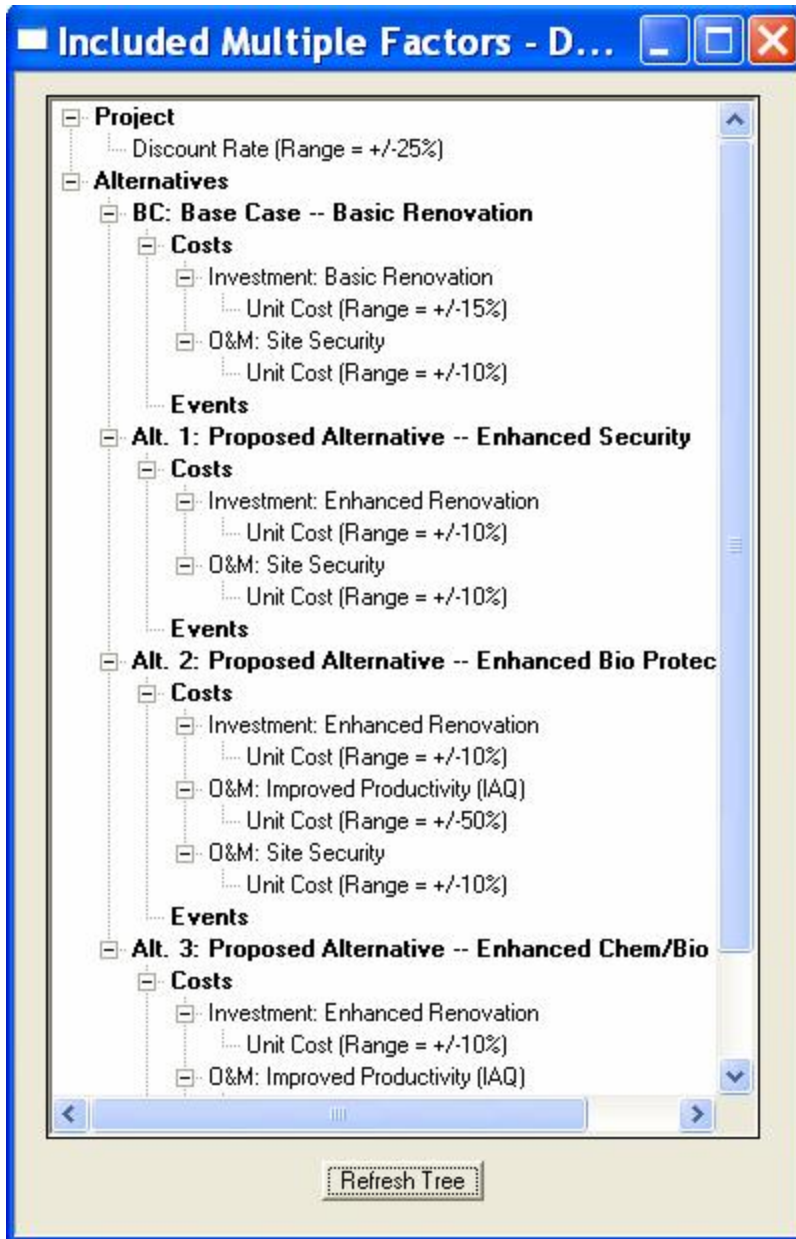 Included Multiple Factors - D...
Project
Discount Rate (Range = +/-25%)
Alternatives
BC: Base Case -- Basic Renovation
Costs
Investment: Basic Renovation
Unit Cost (Range = +/-15%)
O&M: Site Security
Unit Cost (Range = +/-10%)
Events
Alt. 1: Proposed Alternative -- Enhanced Security
Costs
Investment: Enhanced Renovation
Unit Cost (Range = +/-10%)
O&M: Site Security
Unit Cost (Range = +/-10%)
Events
Alt. 2: Proposed Alternative -- Enhanced Bio Protec
Costs
Investment: Enhanced Renovation
Unit Cost (Range = +/-10%)
O&M: Improved Productivity (IAQ)
Unit Cost (Range = +/-50%)
O&M: Site Security
Unit Cost (Range = +/-10%)
Events
Alt. 3: Proposed Alternative -- Enhanced Chem/Bio
Costs
Investment: Enhanced Renovation
Unit Cost (Range = +/-10%)
O&M: Improved Productivity (IAQ)
Refresh Tree